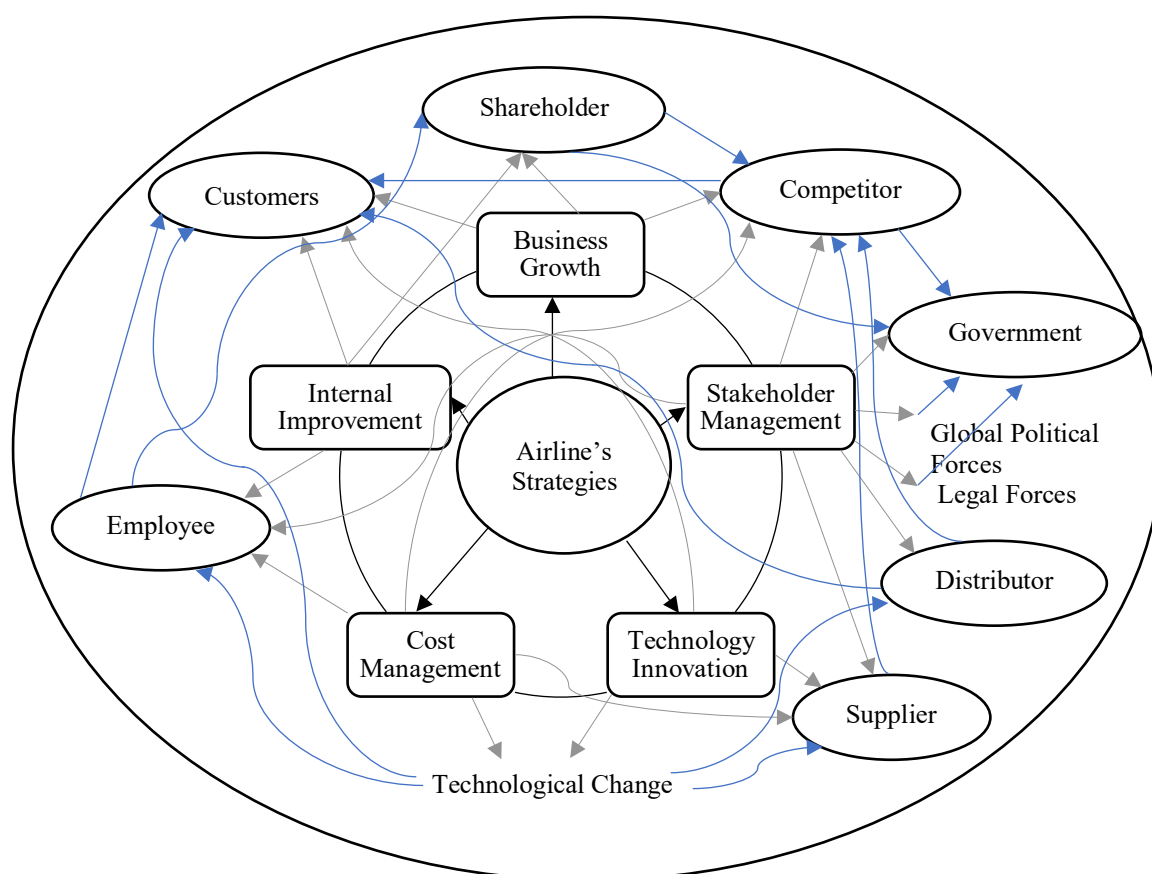 Shareholder
Customers
Competitor
Business
Growth
Government
Internal
Improvement
Stakeholder
Management
Global Political
Forces
Legal Forces
Airline’s
Strategies
Employee
Distributor
Cost
Management
Technology
Innovation
Supplier
Technological Change